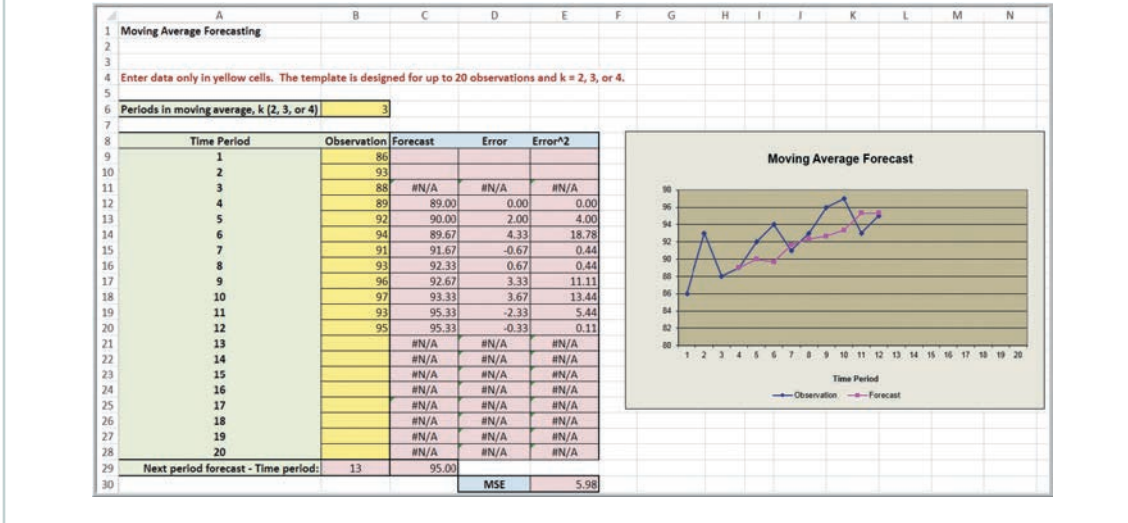 A B C D E F G H I J K L M N
1 Moving Average Forecasting
2
3
4 Enter data only in yellow cells. The template is designed for up to 20 observations and k = 2, 3, or 4.
5
6 Periods in moving average, k (2, 3, or 4) 3
7
8 Time Period Observation Forecast Error Error^2
9 1 86
10 2 93
11 3 88 #N/A #N/A #N/A
12 4 89 89.00 0.00 0.00
13 5 92 90.00 2.00 4.00
14 6 94 89.67 4.33 18.78
15 7 91 91.67 -0.67 0.44
16 8 93 92.33 0.67 0.44
17 9 96 92.67 3.33 11.11
18 10 97 93.33 3.67 13.44
19 11 93 95.33 -2.33 5.44
20 12 95 95.33 -0.33 0.11
21 13 #N/A #N/A #N/A
22 14 #N/A #N/A #N/A
23 15 #N/A #N/A #N/A
24 16 #N/A #N/A #N/A
25 17 #N/A #N/A #N/A
26 18 #N/A #N/A #N/A
27 19 #N/A #N/A #N/A
28 20 #N/A #N/A #N/A
29 Next period forecast - Time period: 13 95.00
30 MSE 5.98
Moving Average Forecast
98
96
94
92
90
88
86
84
82
80
1 2 3 4 5 6 7 8 9 10 11 12 13 14 15 16 17 18 19 20
Time Period
Observation Forecast